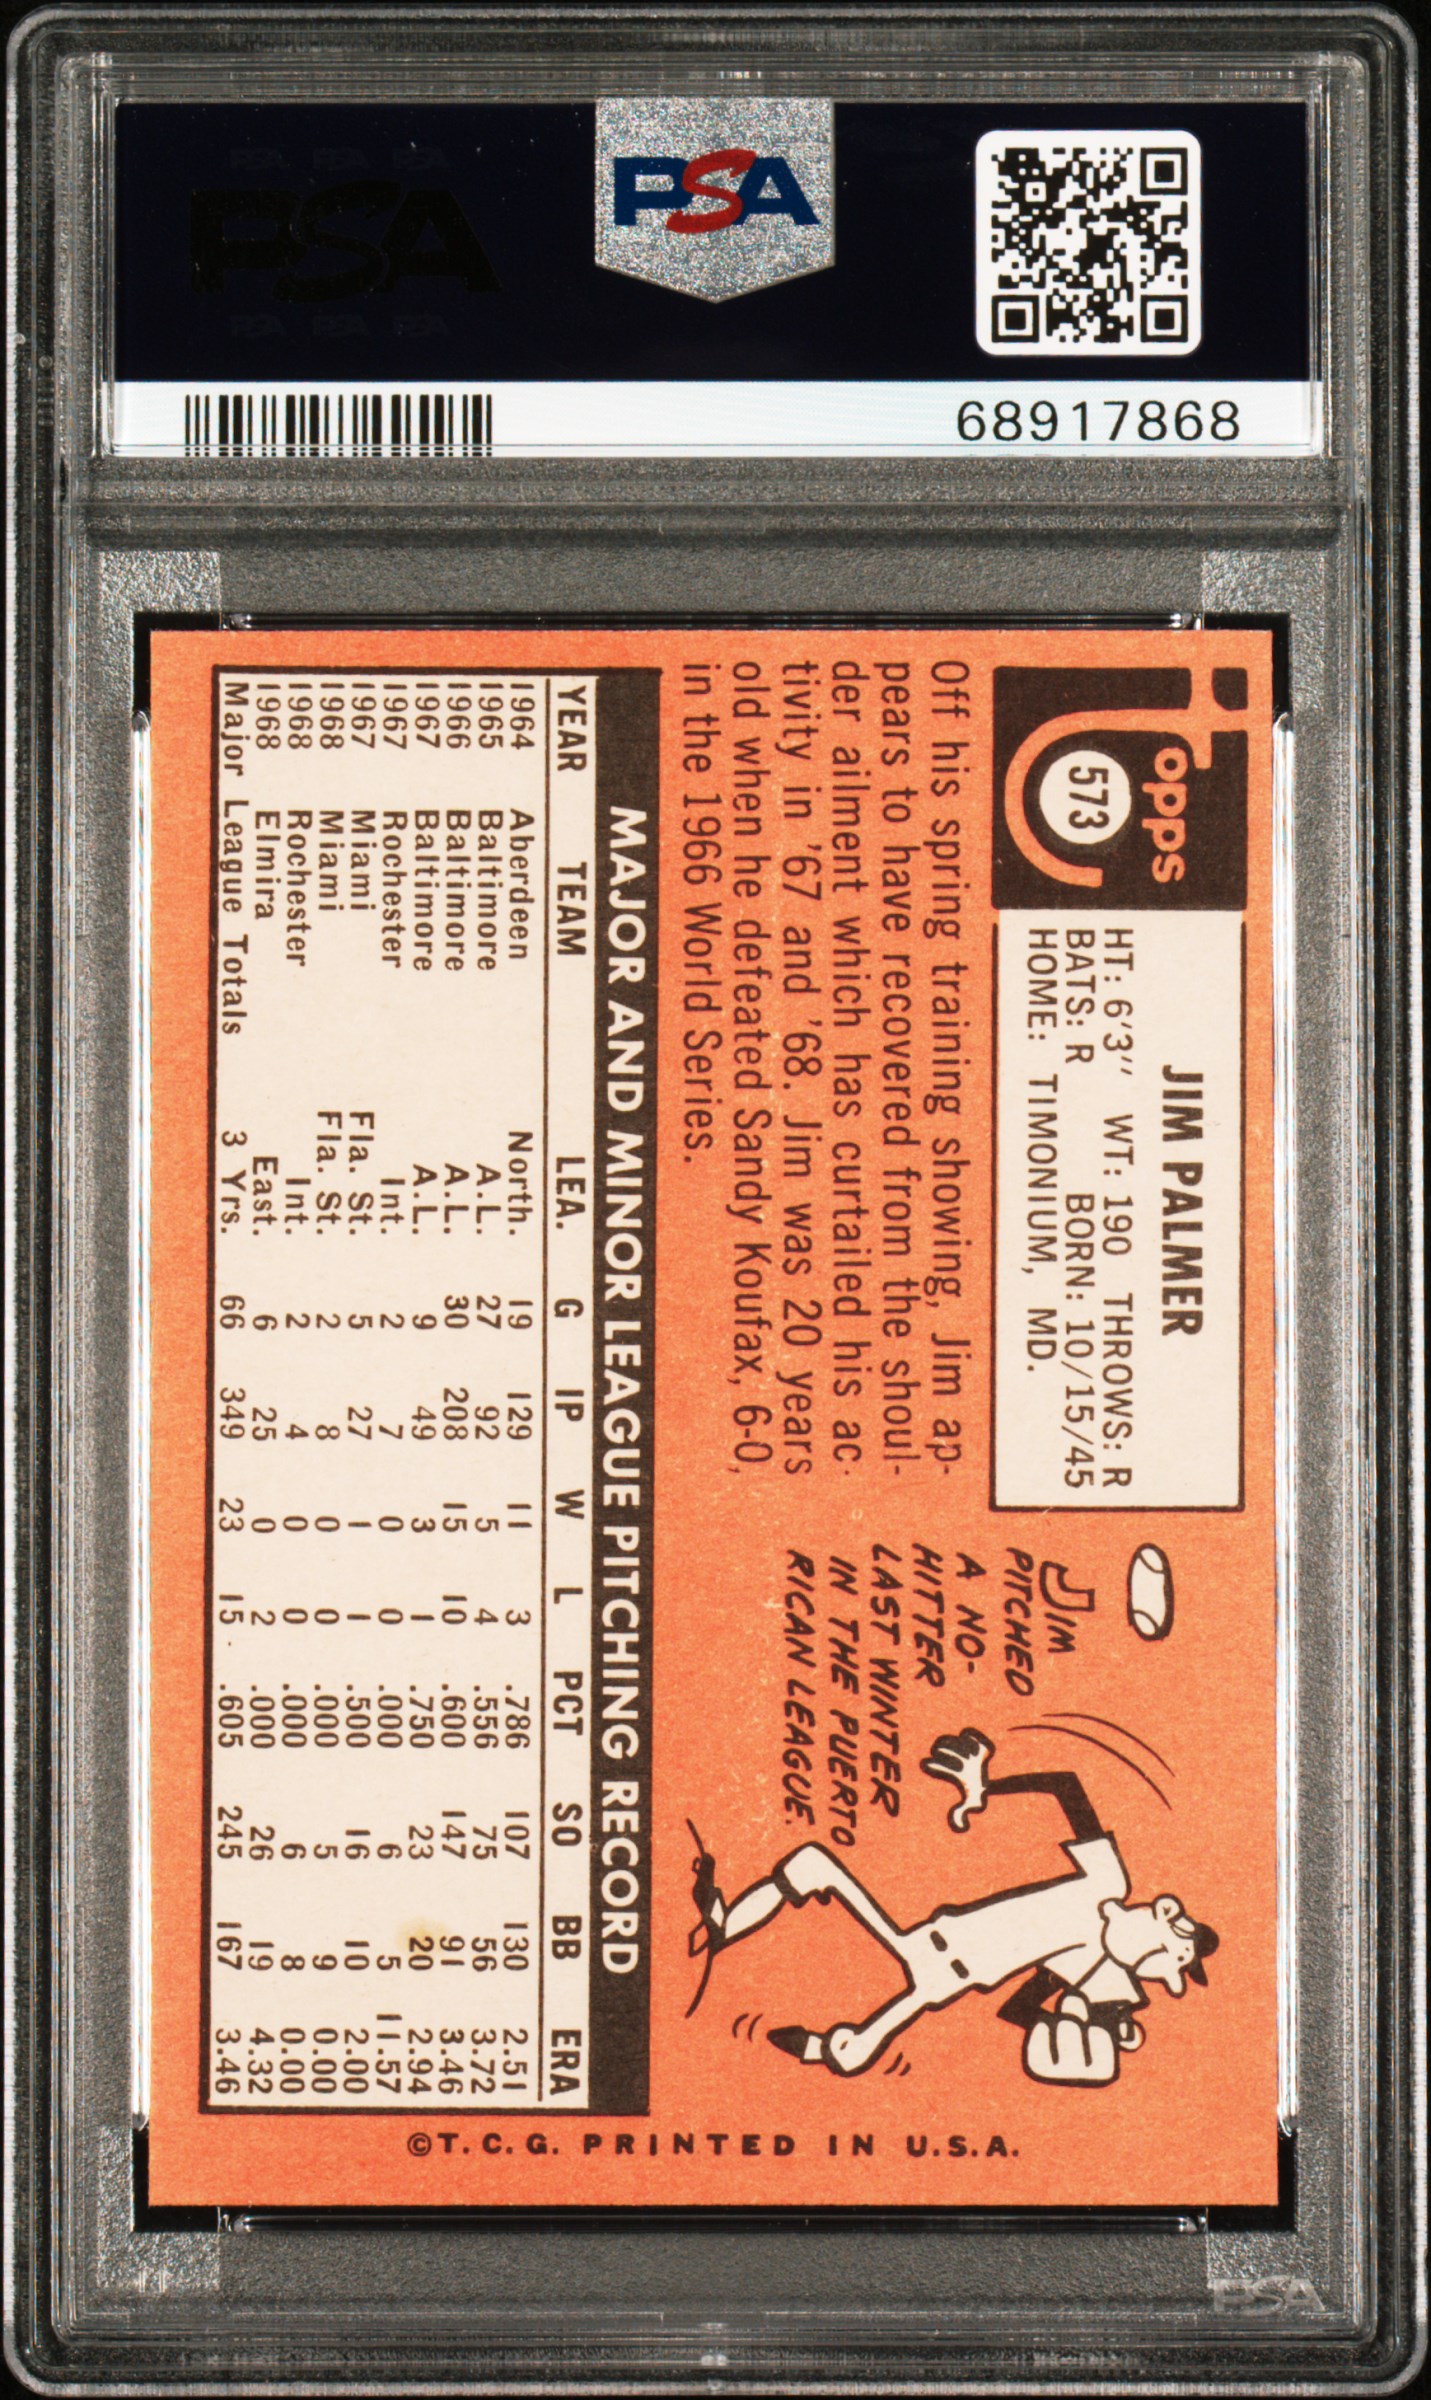 PSA
PSA
68917868
Topps
573
JIM PALMER
HT: 6'3" WT: 190 THROWS: R
BATS: R BORN: 10/15/45
HOME: TIMONIUM, MD.
Off his spring training showing, Jim ap-
pears to have recovered from the shoul-
der ailment which has curtailed his ac-
tivity in '67 and '68. Jim was 20 years
old when he defeated Sandy Koufax, 6-0,
in the 1966 World Series.
JIM
PITCHED
A NO-
HITTER
LAST WINTER
IN THE PUERTO
RICAN LEAGUE.
MAJOR AND MINOR LEAGUE PITCHING RECORD
YEAR TEAM LEA. G IP W L PCT SO BB ERA
1964 Aberdeen North. 19 129 11 3 .786 107 130 2.51
1965 Baltimore A.L. 27 92 5 4 .556 75 56 3.72
1966 Baltimore A.L. 30 208 15 10 .600 147 91 3.46
1967 Baltimore A.L. 9 49 3 1 .750 23 20 2.94
1967 Rochester Int. 2 7 0 0 .000 6 5 11.57
1967 Miami Fla. St. 5 27 1 1 .500 16 10 2.00
1968 Miami Fla. St. 2 8 0 0 .000 5 9 0.00
1968 Rochester Int. 2 4 0 0 .000 6 8 0.00
1968 Elmira East. 6 25 0 2 .000 26 19 4.32
Major League Totals 3 Yrs. 66 349 23 15 .605 245 167 3.46
©T.C.G. PRINTED IN U.S.A.
PSA